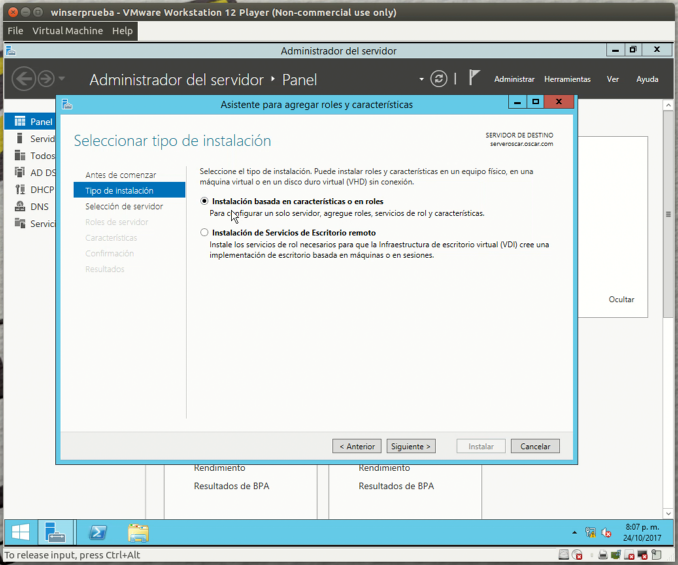 winserprueba - VMware Workstation 12 Player (Non-commercial use only)
File Virtual Machine Help
Administrador del servidor
Administrador del servidor Panel
Administrar Herramientas Ver Ayuda
Panel
Servid
Todos
AD DS
DHCP
DNS
Servici
Asistente para agregar roles y características
Seleccionar tipo de instalación
SERVIDOR DE DESTINO
serveroscar.oscar.com
Antes de comenzar
Tipo de instalación
Selección de servidor
Roles de servidor
Características
Confirmación
Resultados
Seleccione el tipo de instalación. Puede instalar roles y características en un equipo físico, en una
máquina virtual o en un disco duro virtual (VHD) sin conexión.
Instalación basada en características o en roles
Para configurar un solo servidor, agregue roles, servicios de rol y características.
Instalación de Servicios de Escritorio remoto
Instale los servicios de rol necesarios para que la Infraestructura de escritorio virtual (VDI) cree una
implementación de escritorio basada en máquinas o en sesiones.
Ocultar
< Anterior Siguiente > Instalar Cancelar
Rendimiento Rendimiento
Resultados de BPA Resultados de BPA
8:07 p. m.
24/10/2017
To release input, press Ctrl+Alt